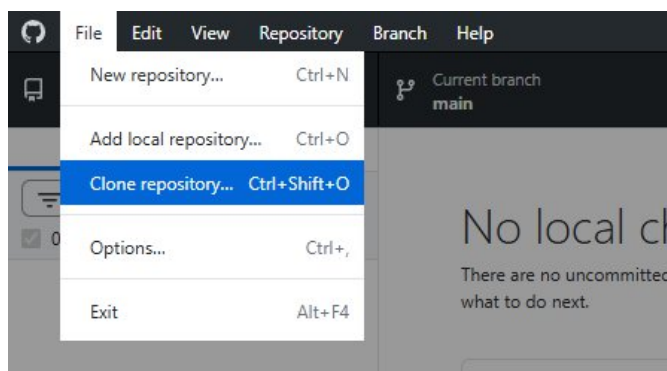 File Edit View Repository Branch Help
New repository... Ctrl+N
Current branch
main
Add local repository... Ctrl+O
Clone repository... Ctrl+Shift+O
0
Options... Ctrl+,
Exit Alt+F4
No local
There are no uncommitted
what to do next.